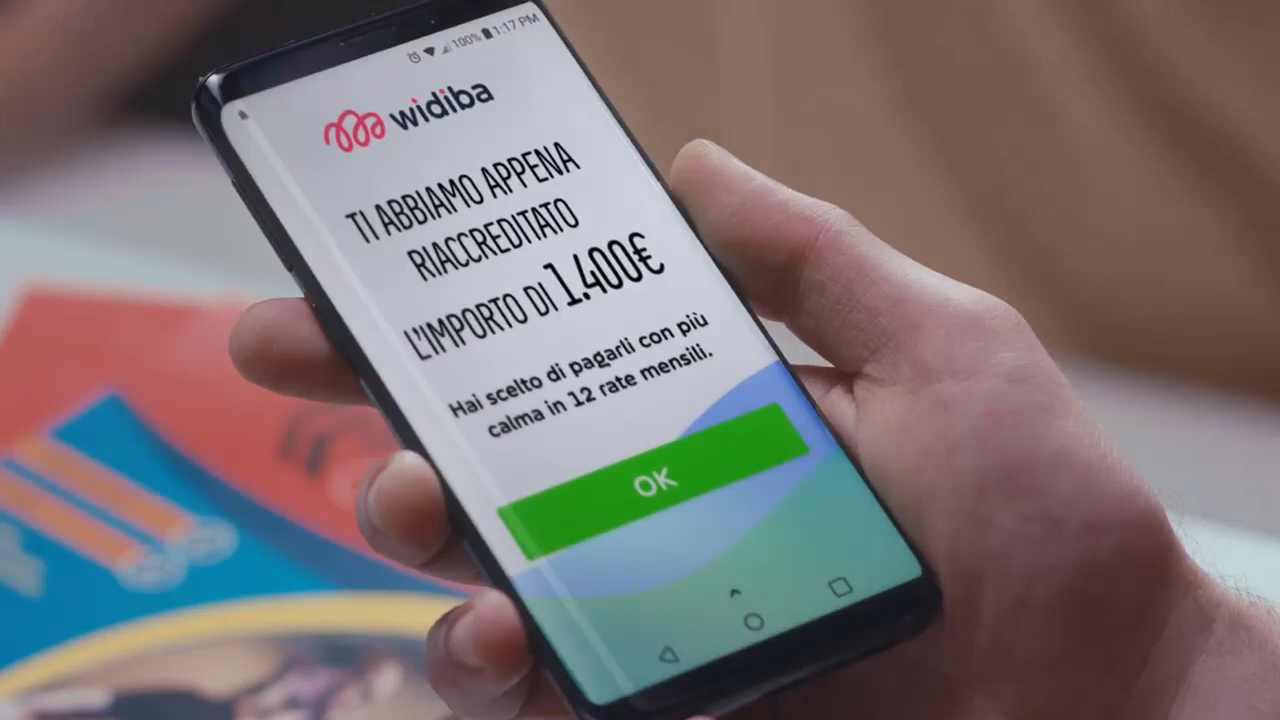 100% 1:17 PM
widiba
TI ABBIAMO APPENA
RIACCREDITATO
L'IMPORTO DI 1.400€
Hai scelto di pagarli con più
calma in 12 rate mensili.
OK